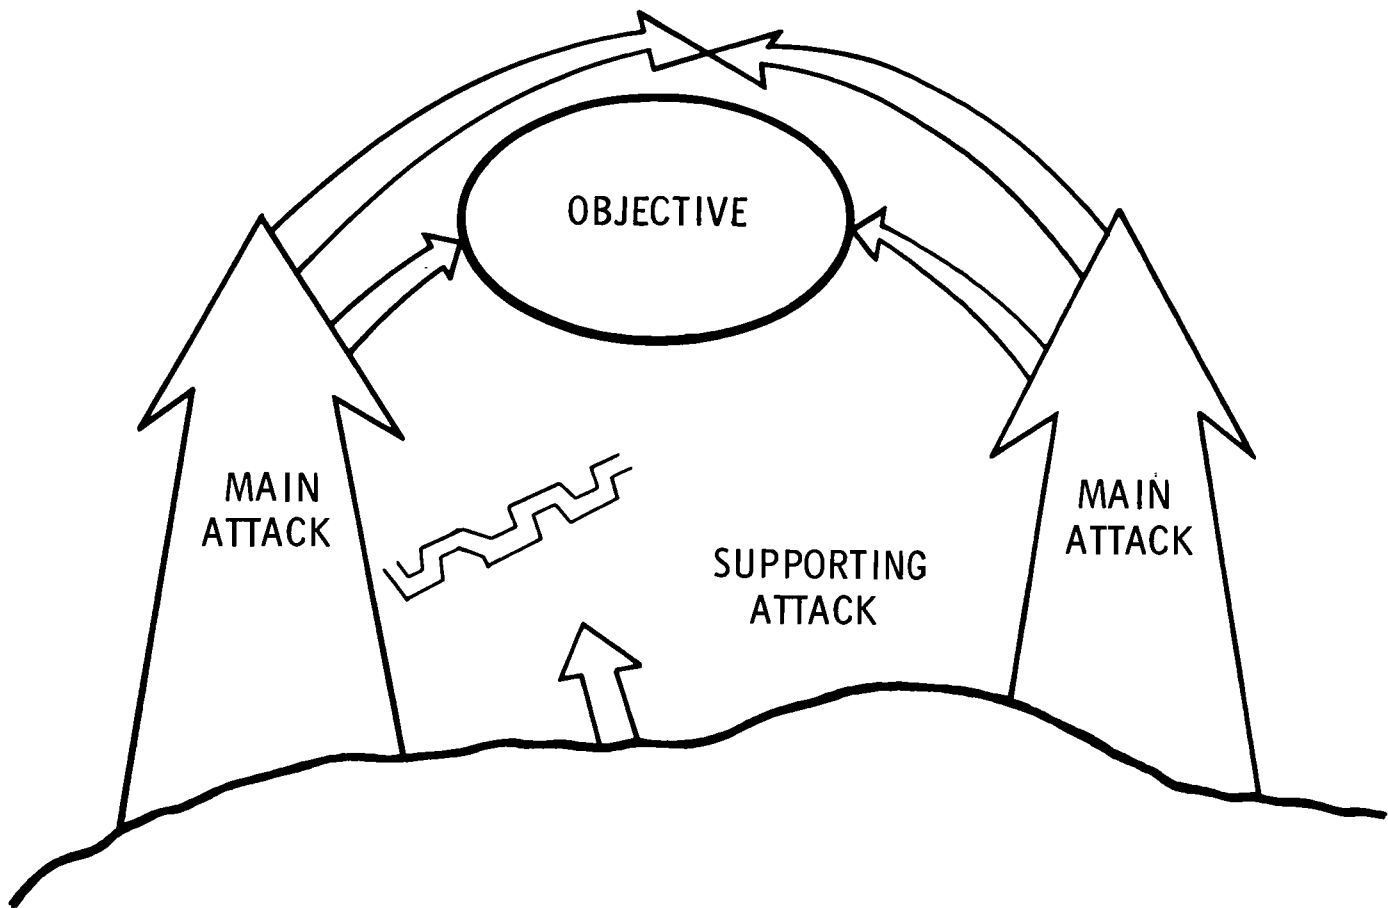 OBJECTIVE
MAIN
ATTACK
SUPPORTING
ATTACK
MAIN
ATTACK